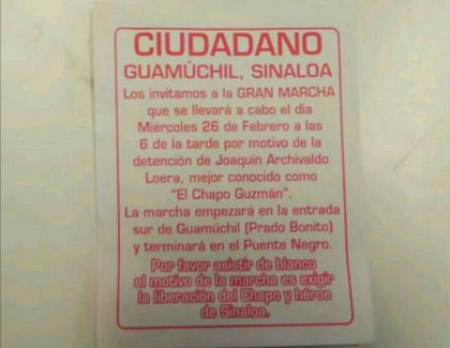 CIUDADANO
GUAMÚCHIL, SINALOA
Los invitamos a la GRAN MARCHA
que se llevará a cabo el día
Miércoles 26 de Febrero a las
6 de la tarde por motivo de la
detención de Joaquín Archivaldo
Loera, mejor conocido como
"El Chapo Guzmán".
La marcha empezará en la entrada
sur de Guamúchil (Prado Bonito)
y terminará en el Puente Negro.
Por favor asistir de blanco
el motivo de la marcha es exigir
la liberación del Chapo y héroe
de Sinaloa.